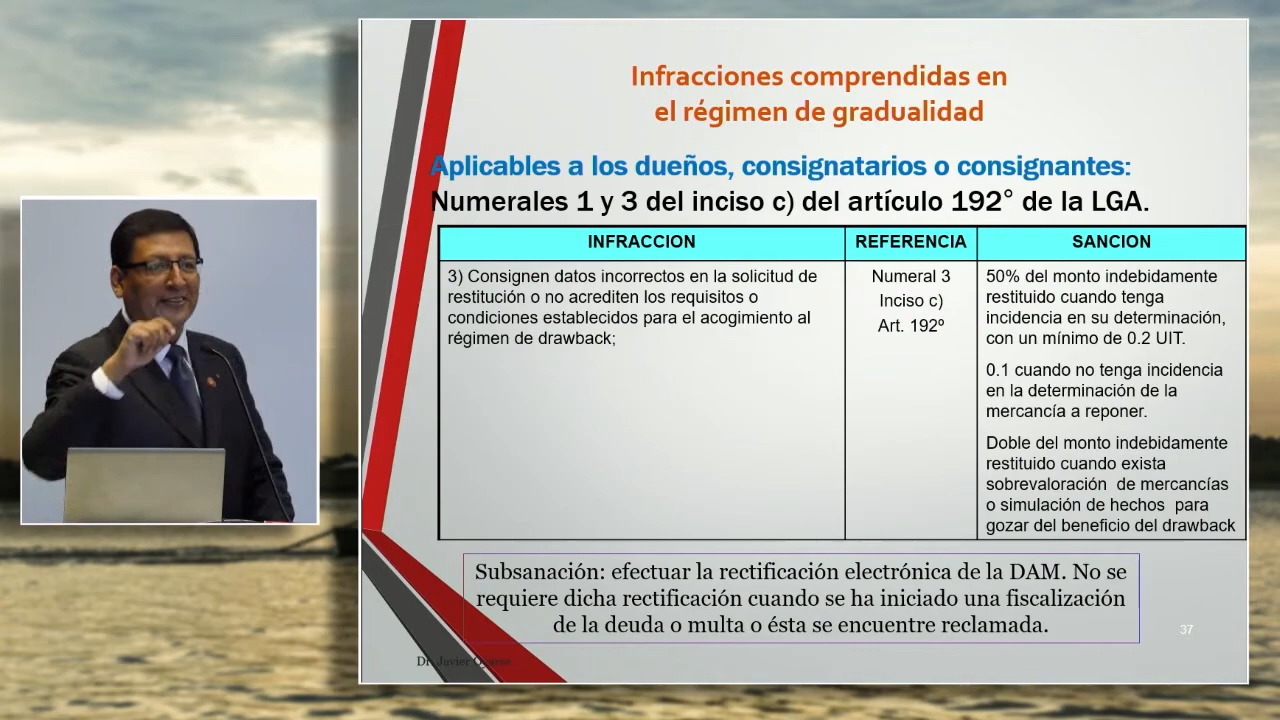 Infracciones comprendidas en
el régimen de gradualidad
Aplicables a los dueños, consignatarios o consignantes:
Numerales 1 y 3 del inciso c) del artículo 192° de la LGA.
INFRACCION
REFERENCIA
SANCION
3) Consignen datos incorrectos en la solicitud de
restitución o no acrediten los requisitos o
condiciones establecidos para el acogimiento al
régimen de drawback;
Numeral 3
Inciso c)
Art. 192º
50% del monto indebidamente
restituido cuando tenga
incidencia en su determinación,
con un mínimo de 0.2 UIT.
0.1 cuando no tenga incidencia
en la determinación de la
mercancía a reponer.
Doble del monto indebidamente
restituido cuando exista
sobrevaloración de mercancías
o simulación de hechos para
gozar del beneficio del drawback
Subsanación: efectuar la rectificación electrónica de la DAM. No se
requiere dicha rectificación cuando se ha iniciado una fiscalización
de la deuda o multa o ésta se encuentre reclamada.
37
Dr. Javier